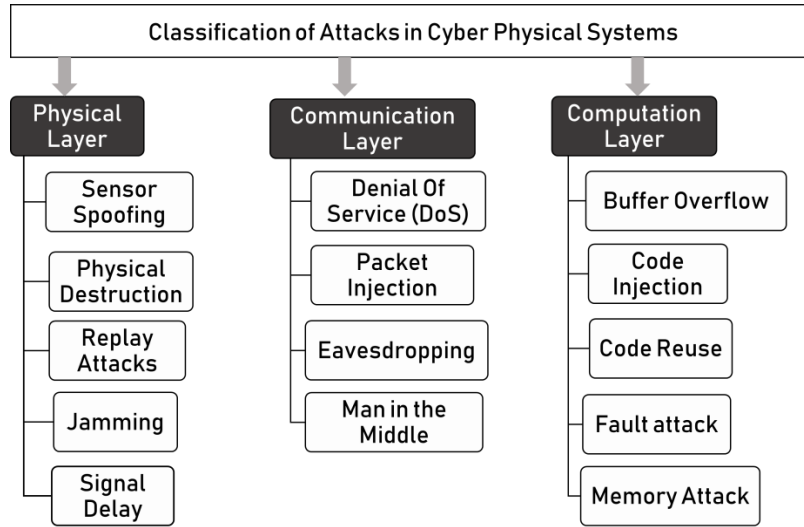 Classification of Attacks in Cyber Physical Systems
Physical
Layer
Sensor
Spoofing
Physical
Destruction
Replay
Attacks
Jamming
Signal
Delay
Communication
Layer
Denial Of
Service (DoS)
Packet
Injection
Eavesdropping
Man in the
Middle
Computation
Layer
Buffer Overflow
Code
Injection
Code Reuse
Fault attack
Memory Attack